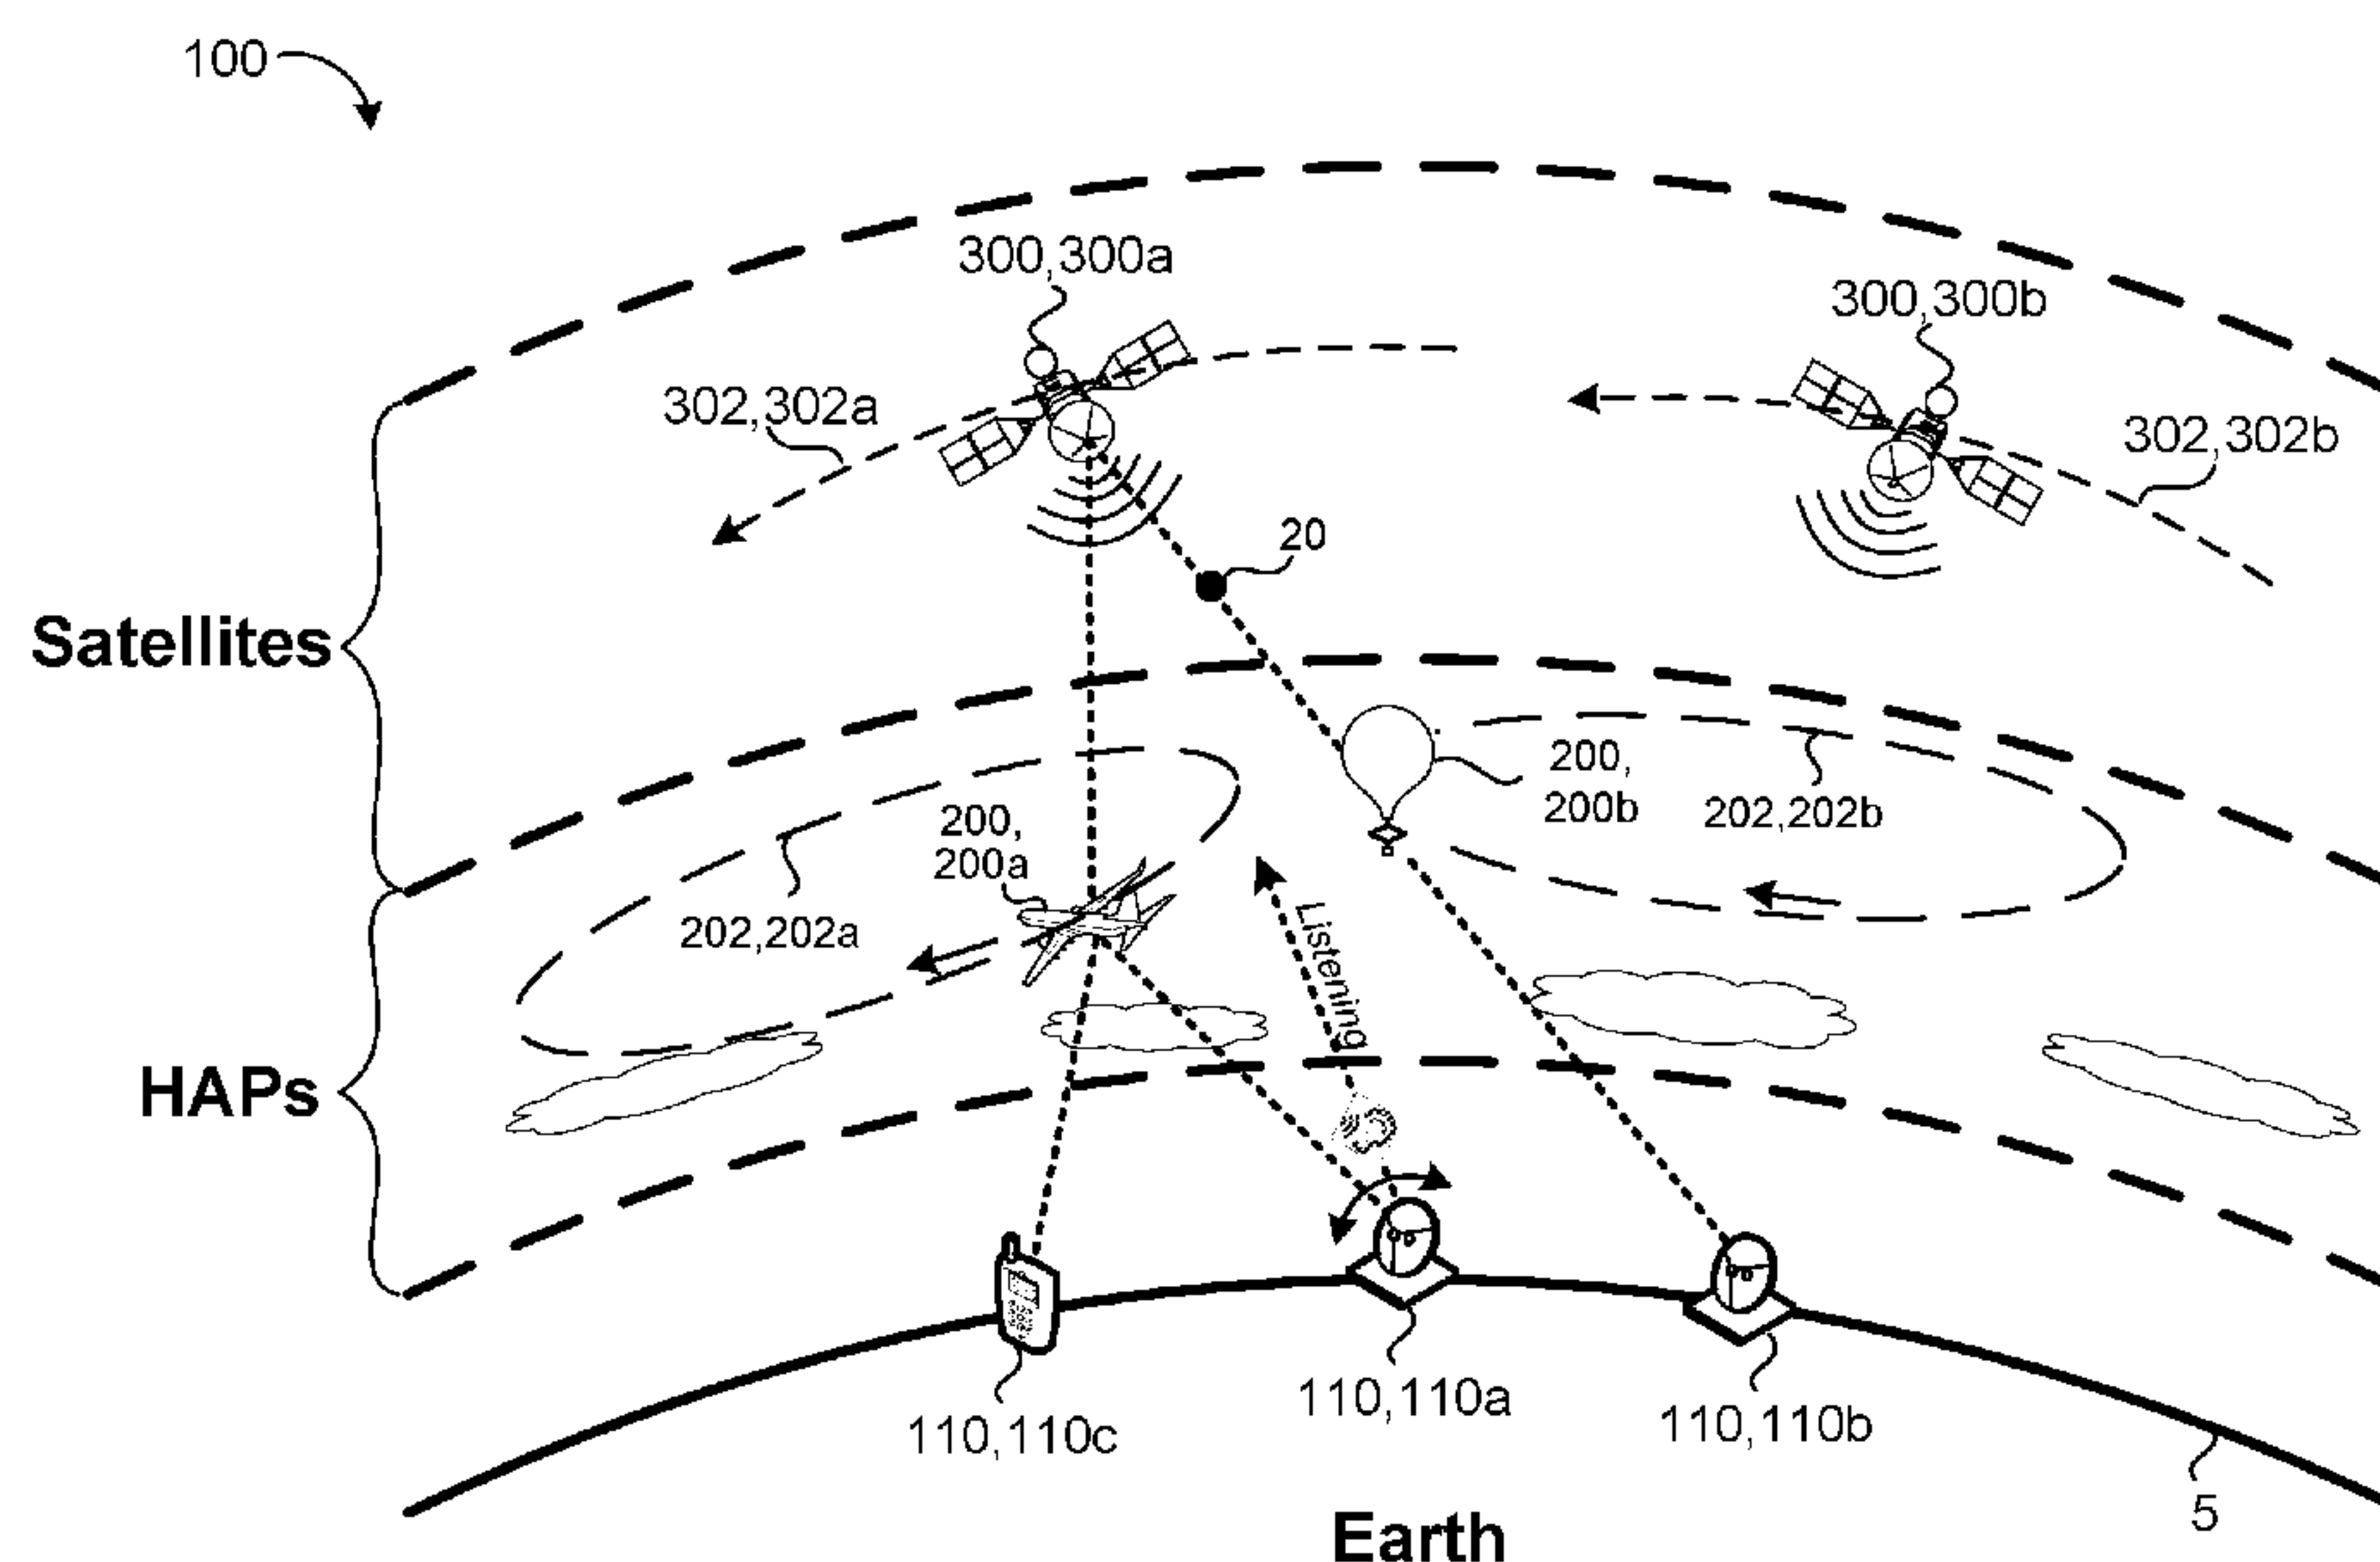 100
300,300a
300,300b
302,302a
302,302b
20
Satellites
200,
200b
202,202b
200,
200a
202,202a
Listening
HAPs
110,110a
110,110b
110,110c
5
Earth